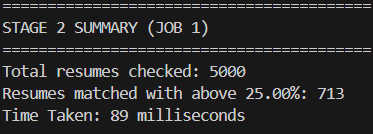 ==========================================
STAGE 2 SUMMARY (JOB 1)
==========================================
Total resumes checked: 5000
Resumes matched with above 25.00%: 713
Time Taken: 89 milliseconds